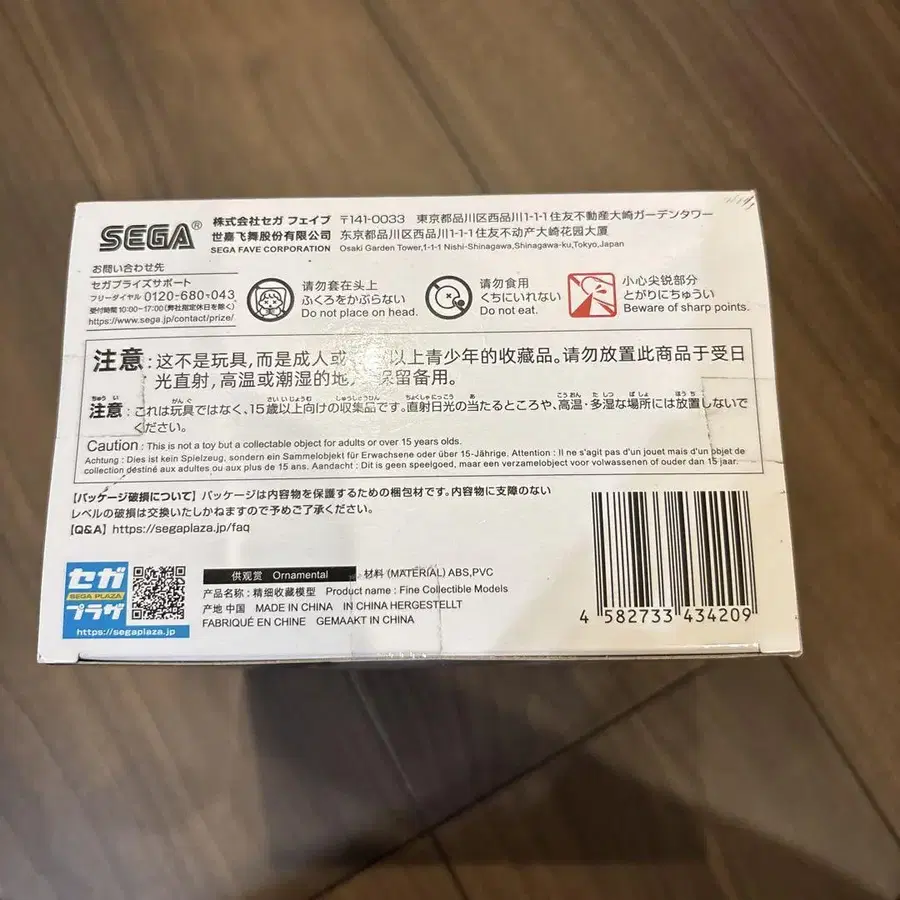 SEGA®
株式会社セガ フェイブ 〒141-0033 東京都品川区西品川1-1-1住友不動産大崎ガーデンタワー
世嘉飞舞股份有限公司 东京都品川区西品川1-1-1住友不动产大崎花园大厦
SEGA FAVE CORPORATION Osaki Garden Tower,1-1-1 Nishi-Shinagawa,Shinagawa-ku,Tokyo,Japan
お問い合わせ先
セガプライズサポート
フリーダイヤル 0120-680-043
受付時間 10:00~17:00(弊社指定休日を除く)
https://www.sega.jp/contact/prize/
请勿套在头上
ふくろをかぶらない
Do not place on head.
请勿食用
くちにいれない
Do not eat.
小心尖锐部分
とがりにちゅうい
Beware of sharp points.
注意:这不是玩具,而是成人或 以上青少年的收藏品。请勿放置此商品于受日
光直射,高温或潮湿的地 保留备用。
注意:これは玩具ではなく、15歳以上向けの収集品です。直射日光の当たるところや、高温・多湿な場所には放置しないで
ください。
Caution : This is not a toy but a collectable object for adults or over 15 years olds.
Achtung : Dies ist kein Spielzeug, sondern ein Sammelobjekt für Erwachsene oder über 15-Jährige. Attention : Il ne s'agit pas d'un jouet mais d'un objet de
collection destiné aux adultes ou aux plus de 15 ans. Aandacht : Dit is geen speelgoed, maar een verzamelobject voor volwassenen of ouder dan 15 jaar.
【パッケージ破損について】パッケージは内容物を保護するための梱包材です。内容物に支障のない
レベルの破損は交換いたしかねますので予めご了承ください。
【Q&A】https://segaplaza.jp/faq
セガ
SEGA PLAZA
プラザ
https://segaplaza.jp
供观赏 Ornamental 材料 (MATERIAL) ABS,PVC
产品名称:精细收藏模型 Product name : Fine Collectible Models
产地 中国 MADE IN CHINA IN CHINA HERGESTELLT
FABRIQUÉ EN CHINE GEMAAKT IN CHINA
4 582733 434209